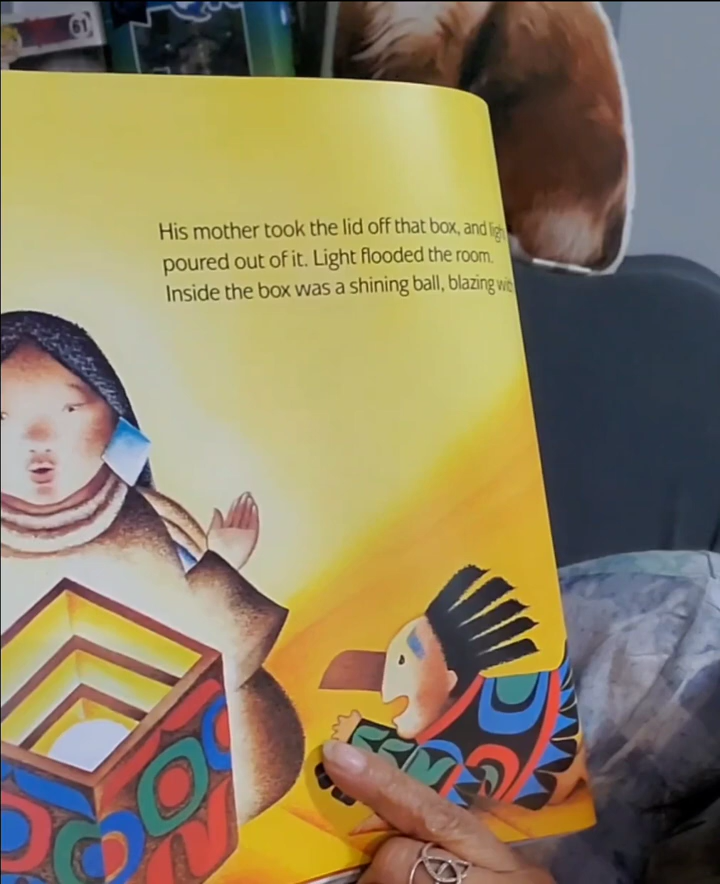 61
His mother took the lid off that box, and
poured out of it. Light flooded the room.
Inside the box was a shining ball, blazing